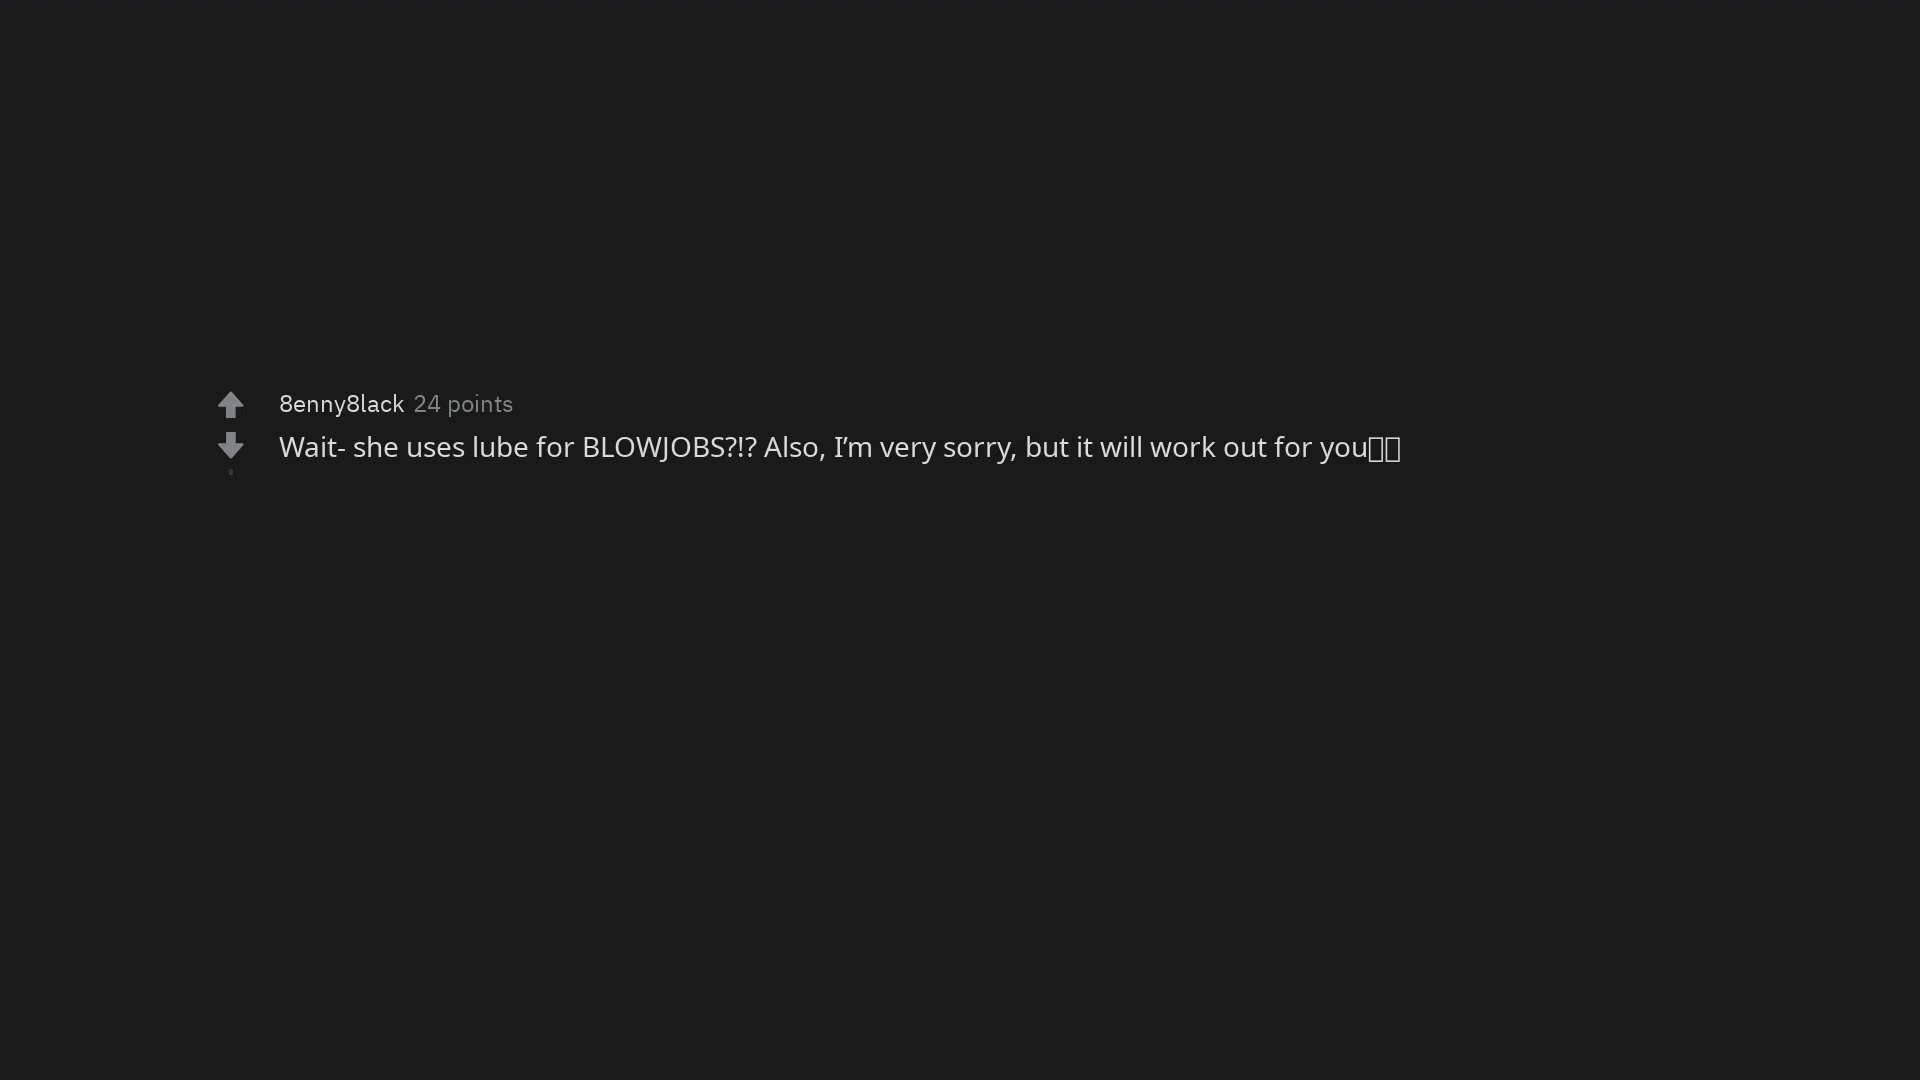 8enny8lack 24 points
Wait- she uses lube for BLOWJOBS?!? Also, I’m very sorry, but it will work out for you